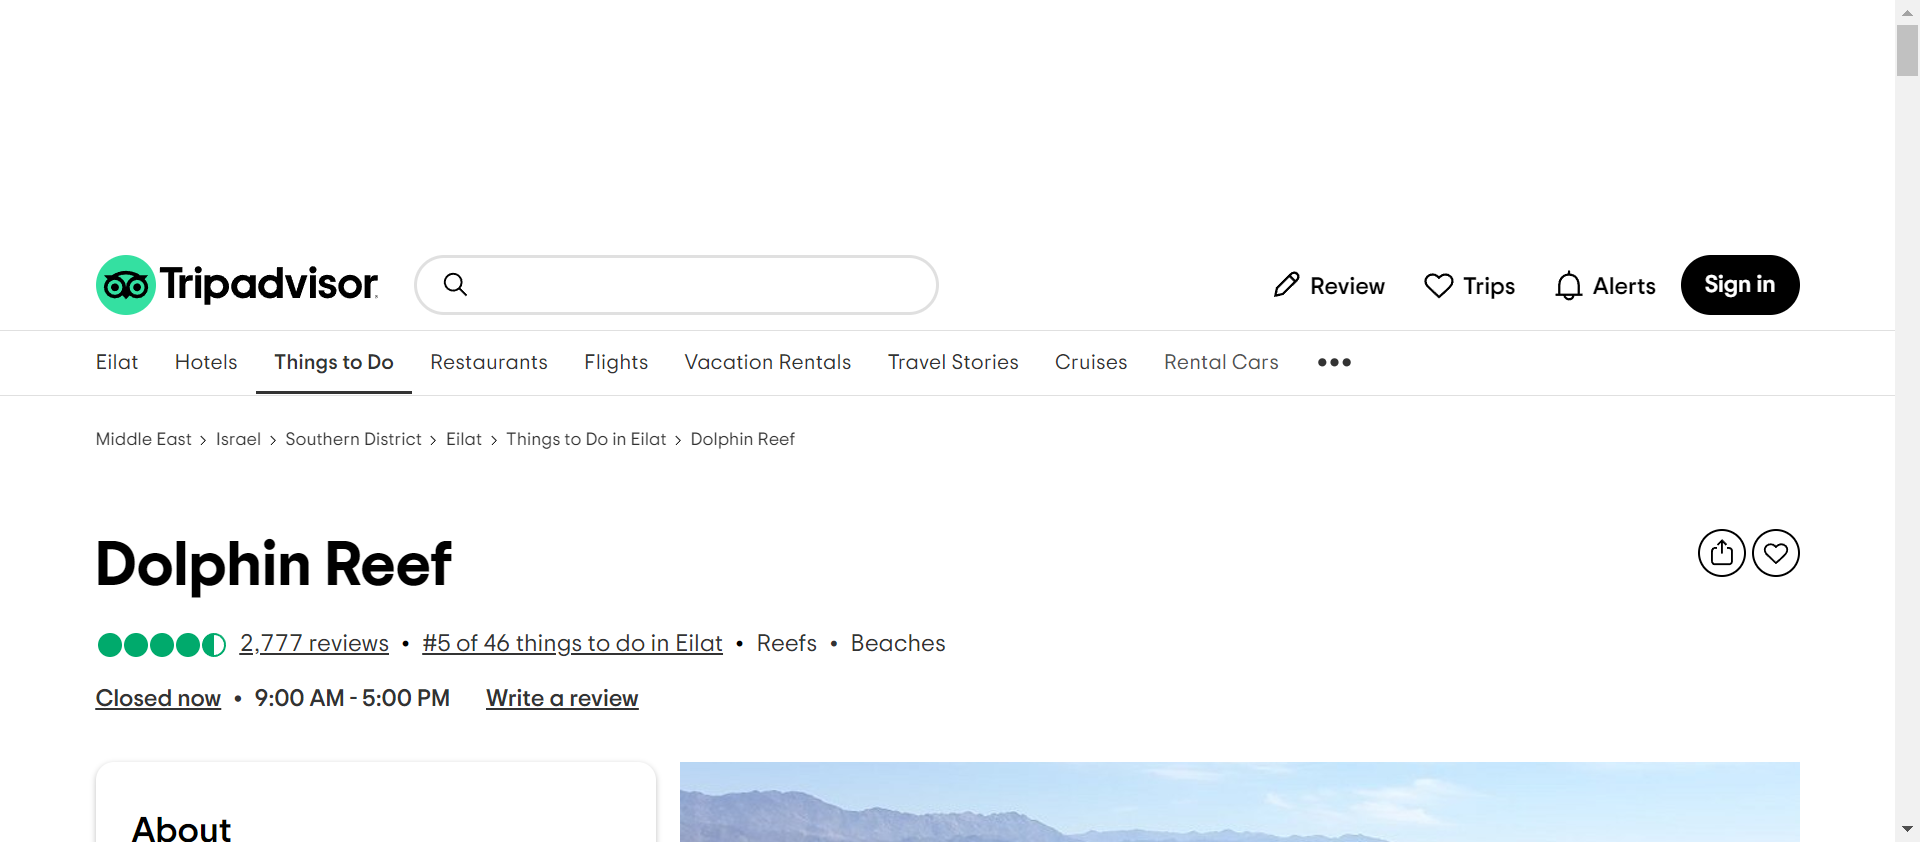 Tripadvisor
Review
Trips
Alerts
Sign in
Eilat
Hotels
Things to Do
Restaurants
Flights
Vacation Rentals
Travel Stories
Cruises
Rental Cars
Middle East › Israel › Southern District › Eilat › Things to Do in Eilat › Dolphin Reef
Dolphin Reef
2,777 reviews • #5 of 46 things to do in Eilat • Reefs • Beaches
Closed now • 9:00 AM - 5:00 PM Write a review
About